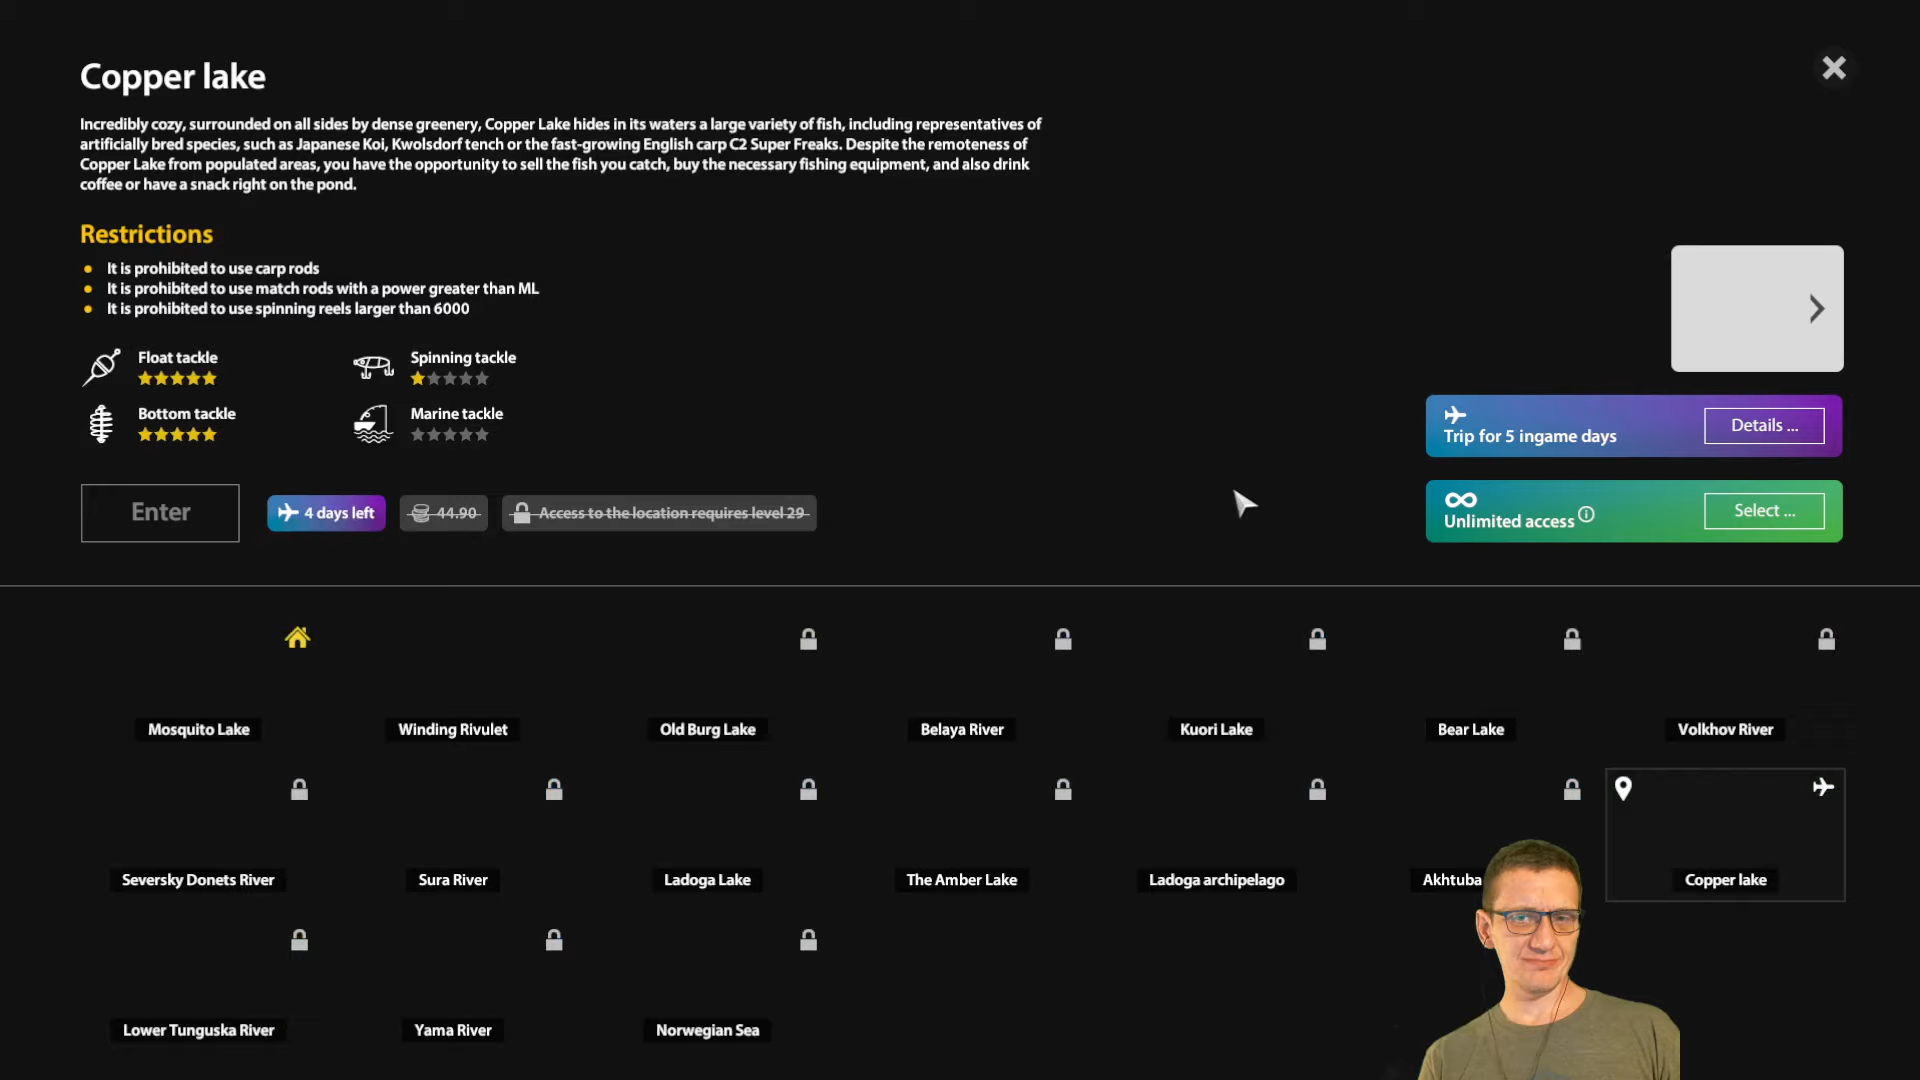 Copper lake
Incredibly cozy, surrounded on all sides by dense greenery, Copper Lake hides in its waters a large variety of fish, including representatives of
artificially bred species, such as Japanese Koi, Kwolsdorf tench or the fast-growing English carp C2 Super Freaks. Despite the remoteness of
Copper Lake from populated areas, you have the opportunity to sell the fish you catch, buy the necessary fishing equipment, and also drink
coffee or have a snack right on the pond.
Restrictions
It is prohibited to use carp rods
It is prohibited to use match rods with a power greater than ML
It is prohibited to use spinning reels larger than 6000
Float tackle
Spinning tackle
Bottom tackle
Marine tackle
Trip for 5 ingame days
Details ...
Enter
4 days left
44.90
Access to the location requires level 29
Unlimited access
Select ...
Mosquito Lake
Winding Rivulet
Old Burg Lake
Belaya River
Kuori Lake
Bear Lake
Volkhov River
Seversky Donets River
Sura River
Ladoga Lake
The Amber Lake
Ladoga archipelago
Akhtuba
Copper lake
Lower Tunguska River
Yama River
Norwegian Sea